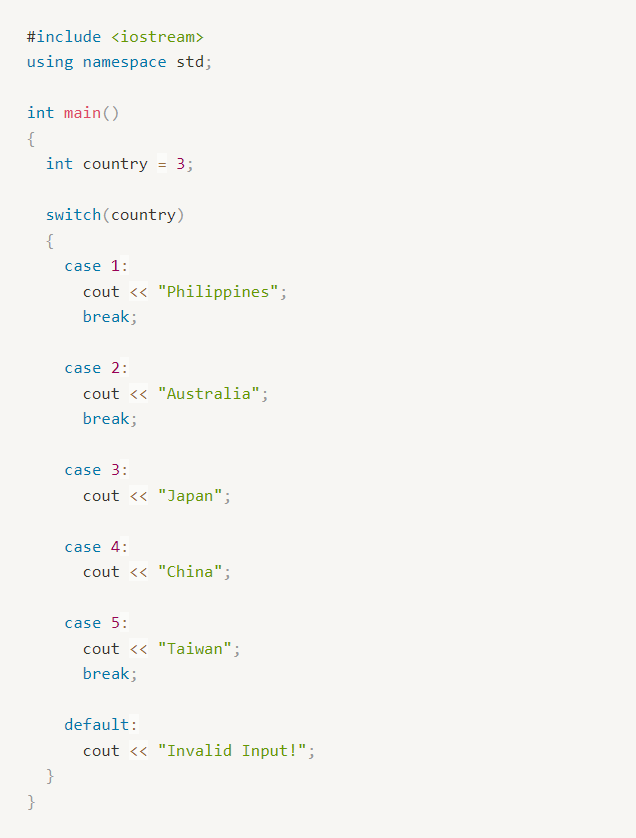 #include <iostream>
using namespace std;
int main()
{
int country = 3;
switch(country)
{
case 1:
cout << "Philippines";
break;
case 2:
cout << "Australia";
break;
case 3:
cout << "Japan";
case 4:
cout << "China";
case 5:
cout << "Taiwan";
break;
default:
cout << "Invalid Input!";
}
}